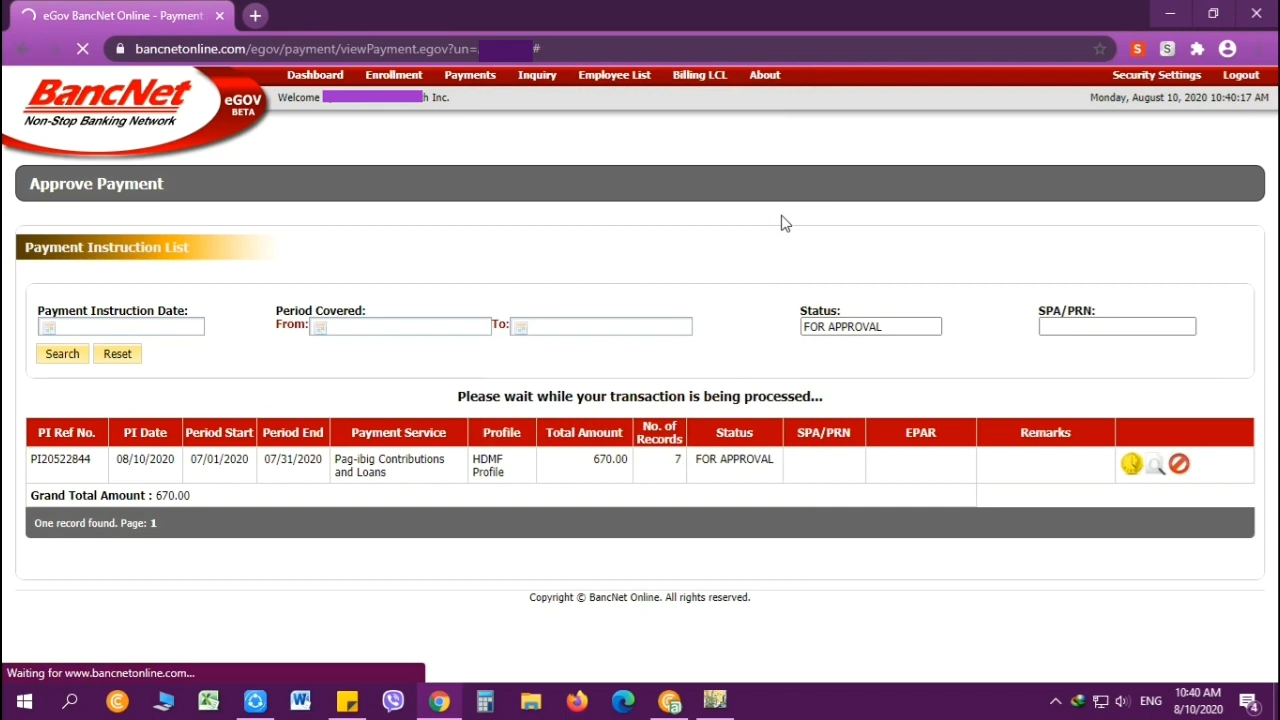 eGov BancNet Online - Payment
bancnetonline.com/egov/payment/viewPayment.egov?un= #
BancNet
Non-Stop Banking Network
eGOV
BETA
Dashboard Enrollment Payments Inquiry Employee List Billing LCL About Security Settings Logout
Welcome h Inc. Monday, August 10, 2020 10:40:17 AM
Approve Payment
Payment Instruction List
Payment Instruction Date: Period Covered: Status: SPA/PRN:
From: To: FOR APPROVAL
Search Reset
Please wait while your transaction is being processed...
PI Ref No. PI Date Period Start Period End Payment Service Profile Total Amount No. of Records Status SPA/PRN EPAR Remarks
PI20522844 08/10/2020 07/01/2020 07/31/2020 Pag-ibig Contributions and Loans HDMF Profile 670.00 7 FOR APPROVAL
Grand Total Amount : 670.00
One record found. Page: 1
Copyright © BancNet Online. All rights reserved.
Waiting for www.bancnetonline.com...
ENG 10:40 AM
8/10/2020 4